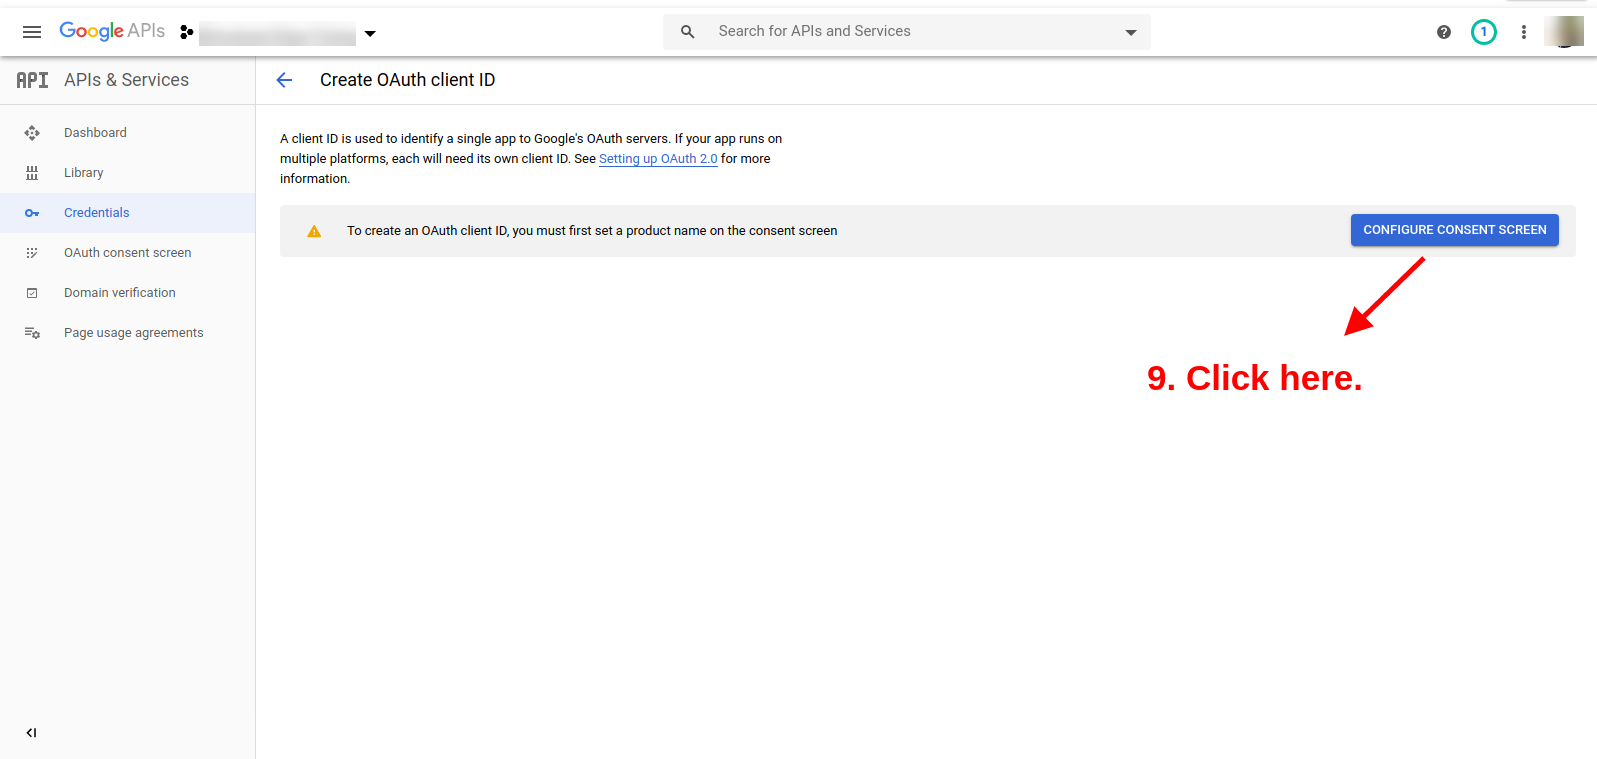 Google APIs
Search for APIs and Services
1
API APIs & Services
Create OAuth client ID
Dashboard
Library
Credentials
OAuth consent screen
Domain verification
Page usage agreements
A client ID is used to identify a single app to Google's OAuth servers. If your app runs on
multiple platforms, each will need its own client ID. See Setting up OAuth 2.0 for more
information.
To create an OAuth client ID, you must first set a product name on the consent screen
CONFIGURE CONSENT SCREEN
9. Click here.